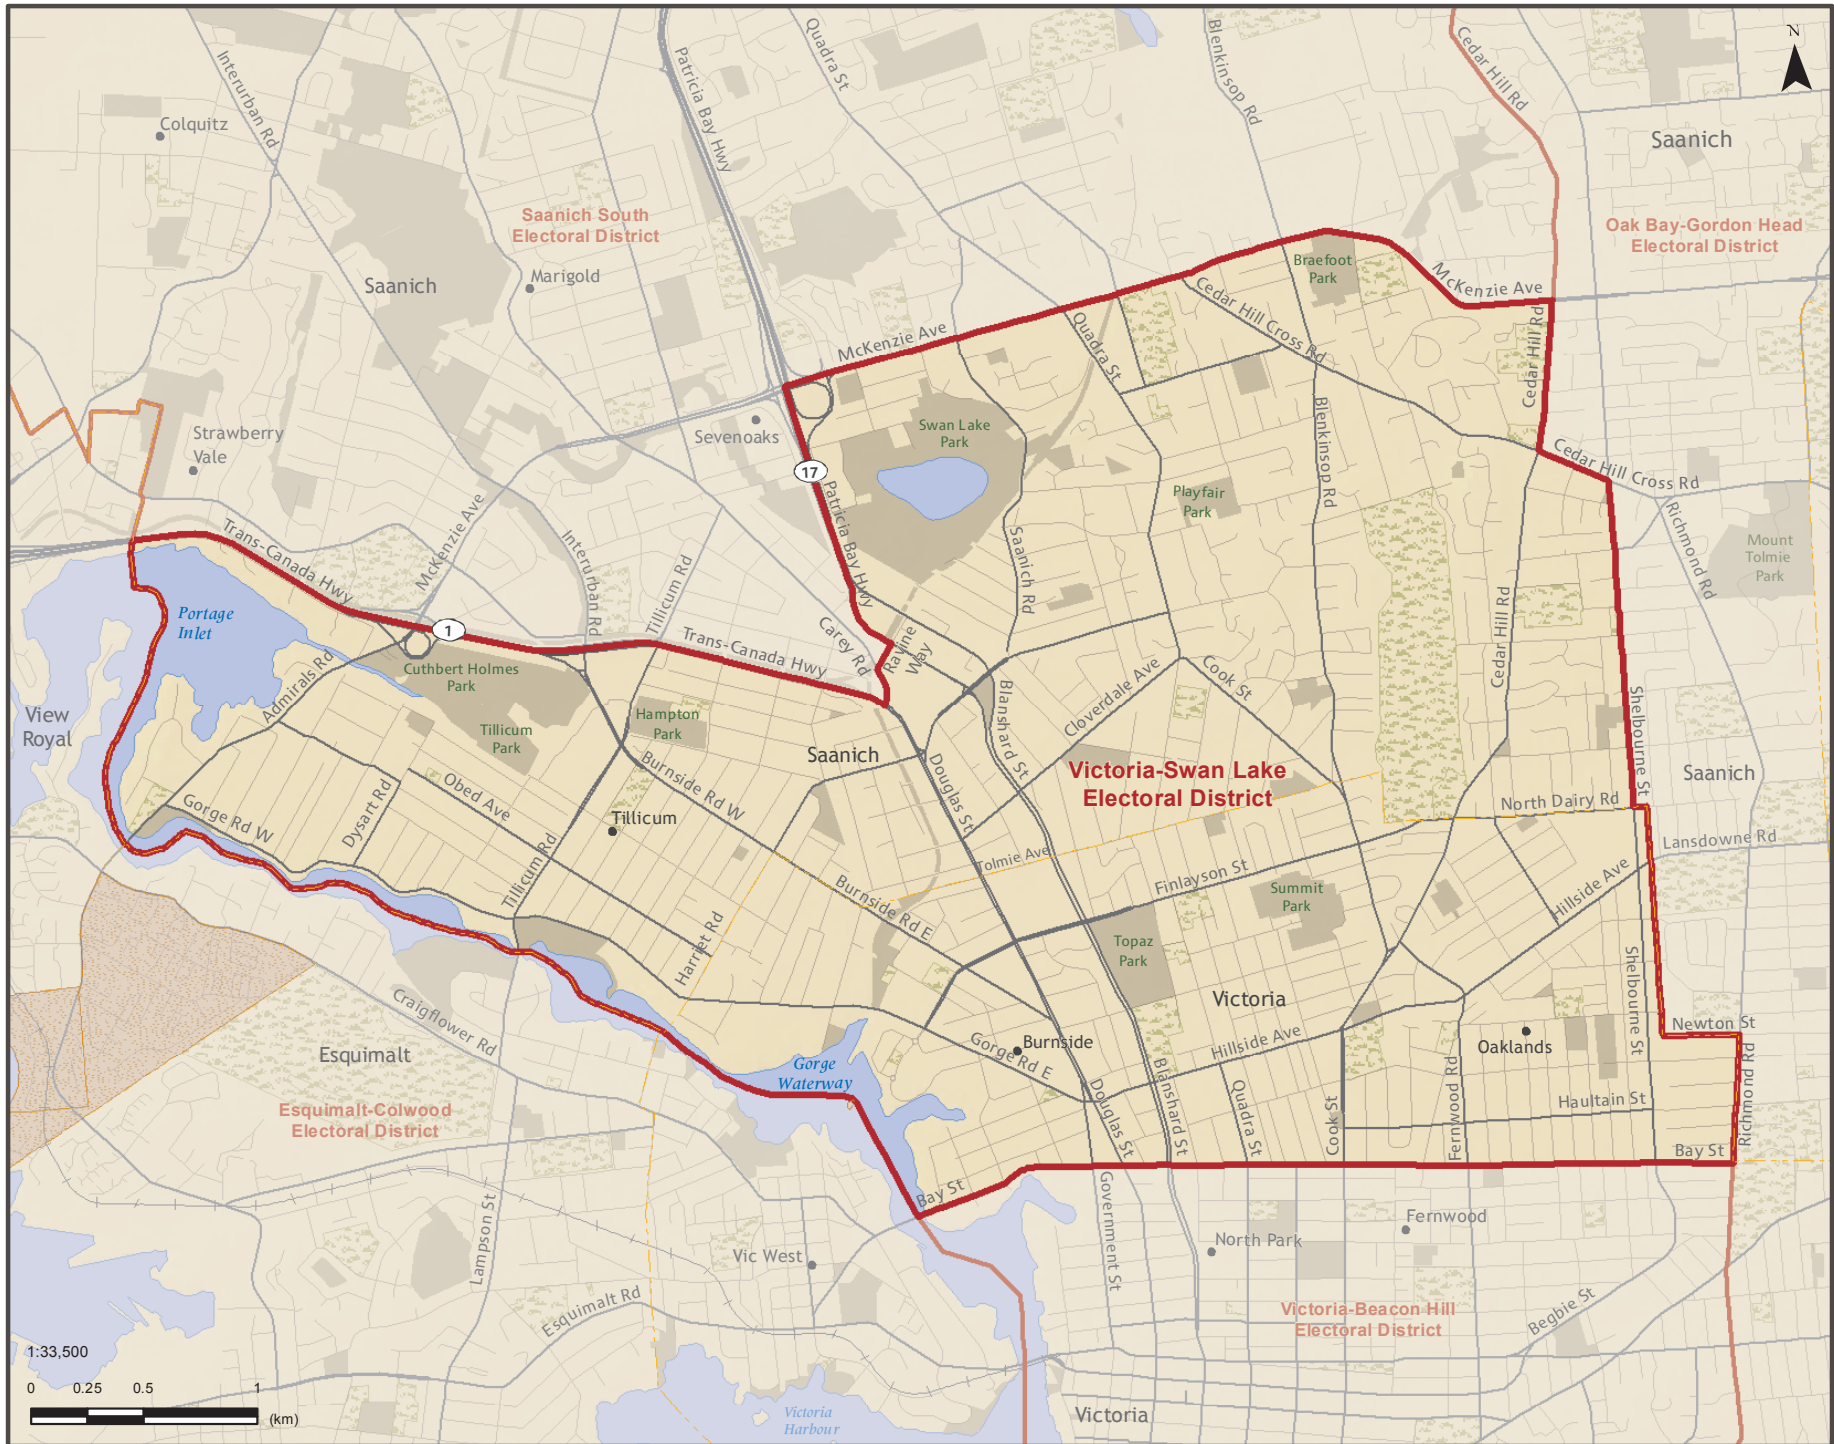 N
Interurban Rd
Patricia Bay Hwy
Quadra St
Blenkinsop Rd
Cedar Hill Rd
Colquitz
Saanich
Saanich South
Electoral District
Oak Bay-Gordon Head
Electoral District
Marigold
Saanich
Braefoot
Park
McKenzie Ave
Cedar Hill Cross Rd
McKenzie Ave
Quadra St
Cedar Hill Rd
Strawberry
Vale
Sevenoaks
Swan Lake
Park
Blenkinsop Rd
Cedar Hill Cross Rd
17
Playfair
Park
Richmond Rd
Mount
Tolmie
Park
Trans-Canada Hwy
McKenzie Ave
Interurban Rd
Tillicum Rd
Patricia Bay Hwy
Saanich Rd
Portage
Inlet
1
Trans-Canada Hwy
Carey Rd
Ravine
Way
Cedar Hill Rd
Cuthbert Holmes
Park
Admirals Rd
Cook St
Cloverdale Ave
Blanshard St
Shelbourne St
View
Royal
Tillicum
Park
Hampton
Park
Saanich
Douglas St
Victoria-Swan Lake
Electoral District
Saanich
Burnside Rd W
Obed Ave
Dysart Rd
Gorge Rd W
Tillicum
North Dairy Rd
Lansdowne Rd
Tolmie Ave
Tillicum Rd
Burnside Rd E
Finlayson St
Summit
Park
Hillside Ave
Harriet Rd
Topaz
Park
Shelbourne St
Craigflower Rd
Victoria
Newton St
Esquimalt
Burnside
Gorge Rd E
Hillside Ave
Oaklands
Gorge
Waterway
Richmond Rd
Esquimalt-Colwood
Electoral District
Douglas St
Blanshard St
Quadra St
Cook St
Fernwood Rd
Haultain St
Bay St
Bay St
Government St
Lampson St
Vic West
North Park
Fernwood
Esquimalt Rd
Victoria-Beacon Hill
Electoral District
Begbie St
1:33,500
0 0.25 0.5 1
(km)
Victoria
Harbour
Victoria